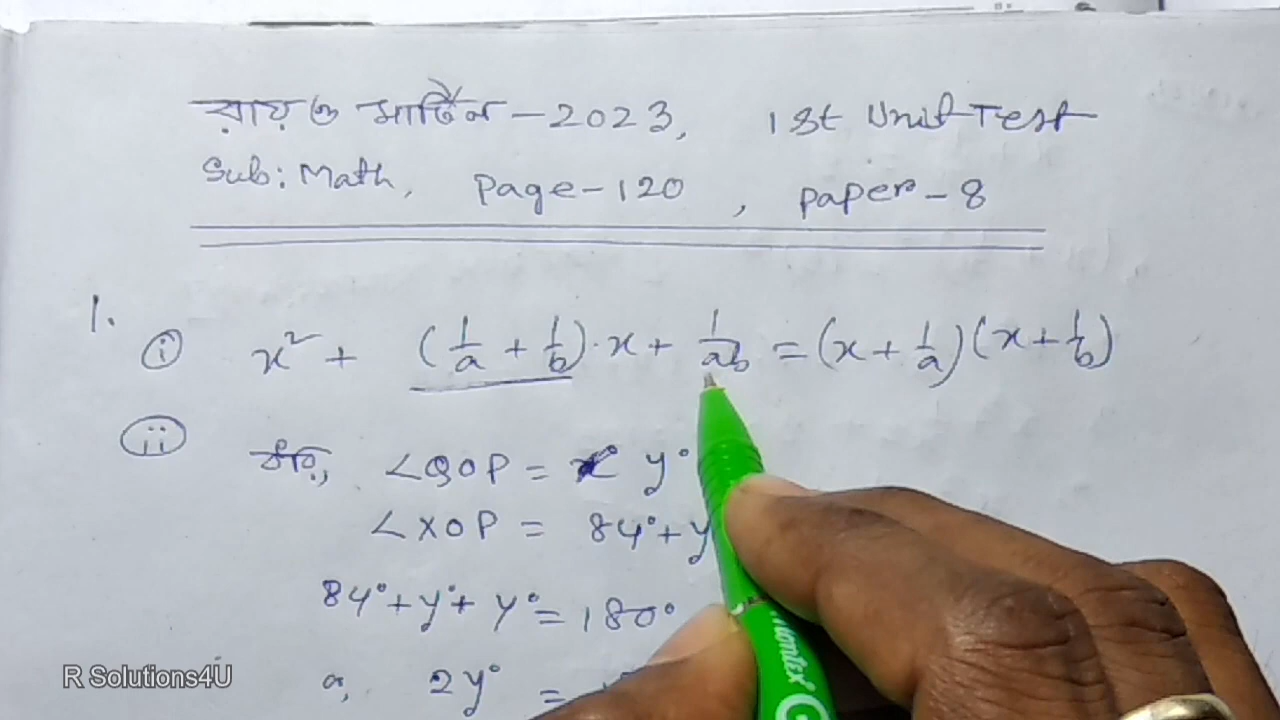 রায় ও মার্টিন - 2023, 1st Unit Test
Sub: Math, Page - 120, Paper - 8
1.
(i) x² + (1/a + 1/b)·x + 1/ab = (x + 1/a)(x + 1/b)
(ii)
ধরি, ∠QOP = y°
∠XOP = 84° + y
84° + y° + y° = 180°
a, 2y° =
R Solutions4U
Montex